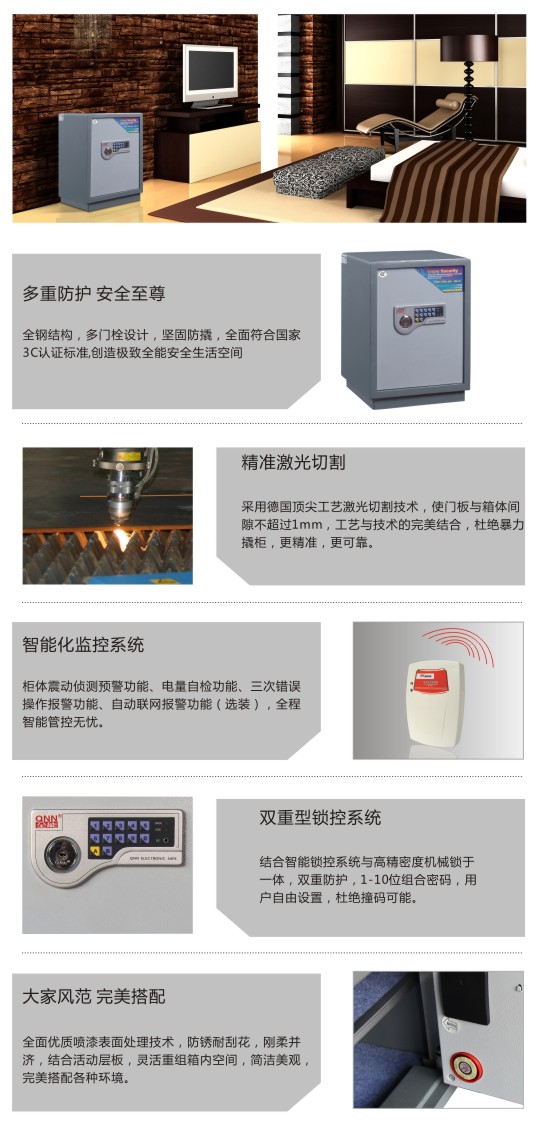 多重防护 安全至尊
全钢结构，多门栓设计，坚固防撬，全面符合国家
3C认证标准,创造极致全能安全生活空间
精准激光切割
采用德国顶尖工艺激光切割技术，使门板与箱体间
隙不超过1mm，工艺与技术的完美结合，杜绝暴力
撬柜，更精准，更可靠。
智能化监控系统
柜体震动侦测预警功能、电量自检功能、三次错误
操作报警功能、自动联网报警功能（选装），全程
智能管控无忧。
QNN
QNN ELECTRONIC SAFE
双重型锁控系统
结合智能锁控系统与高精密度机械锁于
一体，双重防护，1-10位组合密码，用
户自由设置，杜绝撞码可能。
大家风范 完美搭配
全面优质喷漆表面处理技术，防锈耐刮花，刚柔并
济，结合活动层板，灵活重组箱内空间，简洁美观，
完美搭配各种环境。